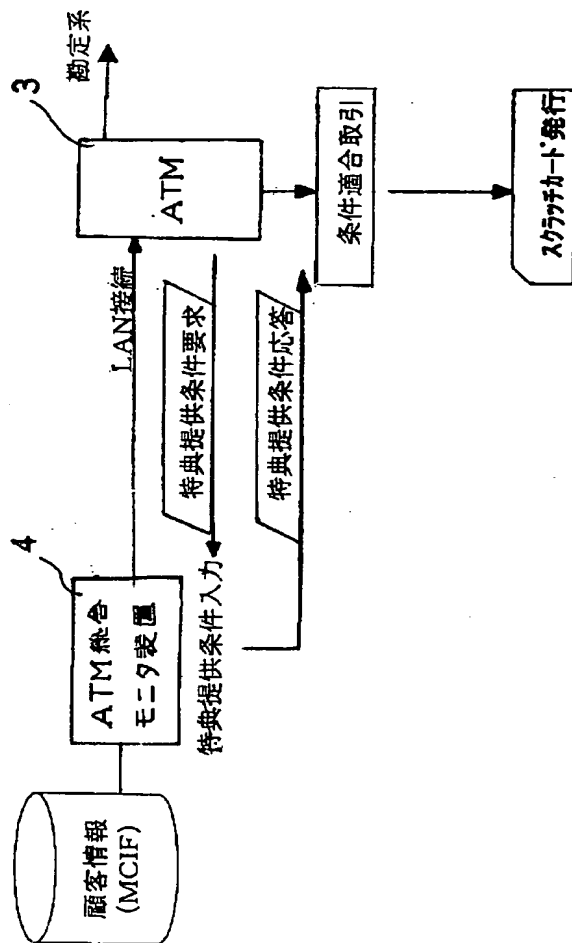 顧客情報
(MCIF)
4
ATM総合
モニタ装置
LAN接続
3
ATM
勘定系
特典提供条件要求
特典提供条件入力
特典提供条件応答
条件適合取引
スクラッチカード発行